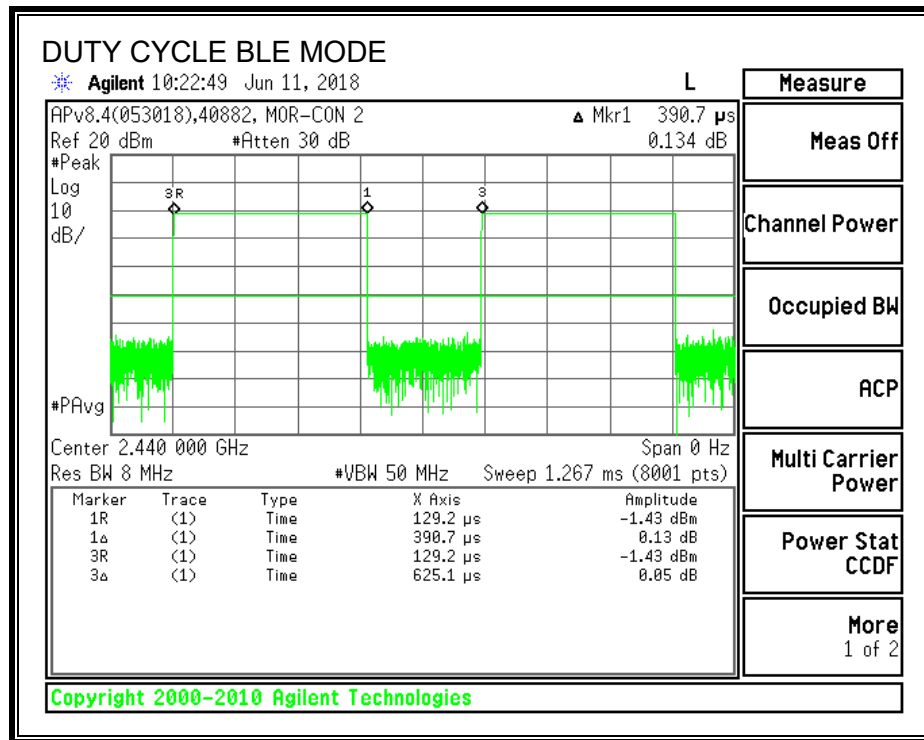 DUTY CYCLE BLE MODE
Agilent 10:22:49 Jun 11, 2018 L
Measure
APv8.4(053018),40882, MOR-CON 2 Δ Mkr1 390.7 µs
Ref 20 dBm #Atten 30 dB 0.134 dB
Meas Off
#Peak
Log
10
dB/
3R 1 3
Channel Power
Occupied BW
ACP
#PAvg
Center 2.440 000 GHz Span 0 Hz
Res BW 8 MHz #VBW 50 MHz Sweep 1.267 ms (8001 pts)
Multi Carrier
Power
Marker Trace Type X Axis Amplitude
1R (1) Time 129.2 µs -1.43 dBm
1Δ (1) Time 390.7 µs 0.13 dB
3R (1) Time 129.2 µs -1.43 dBm
3Δ (1) Time 625.1 µs 0.05 dB
Power Stat
CCDF
More
1 of 2
Copyright 2000-2010 Agilent Technologies